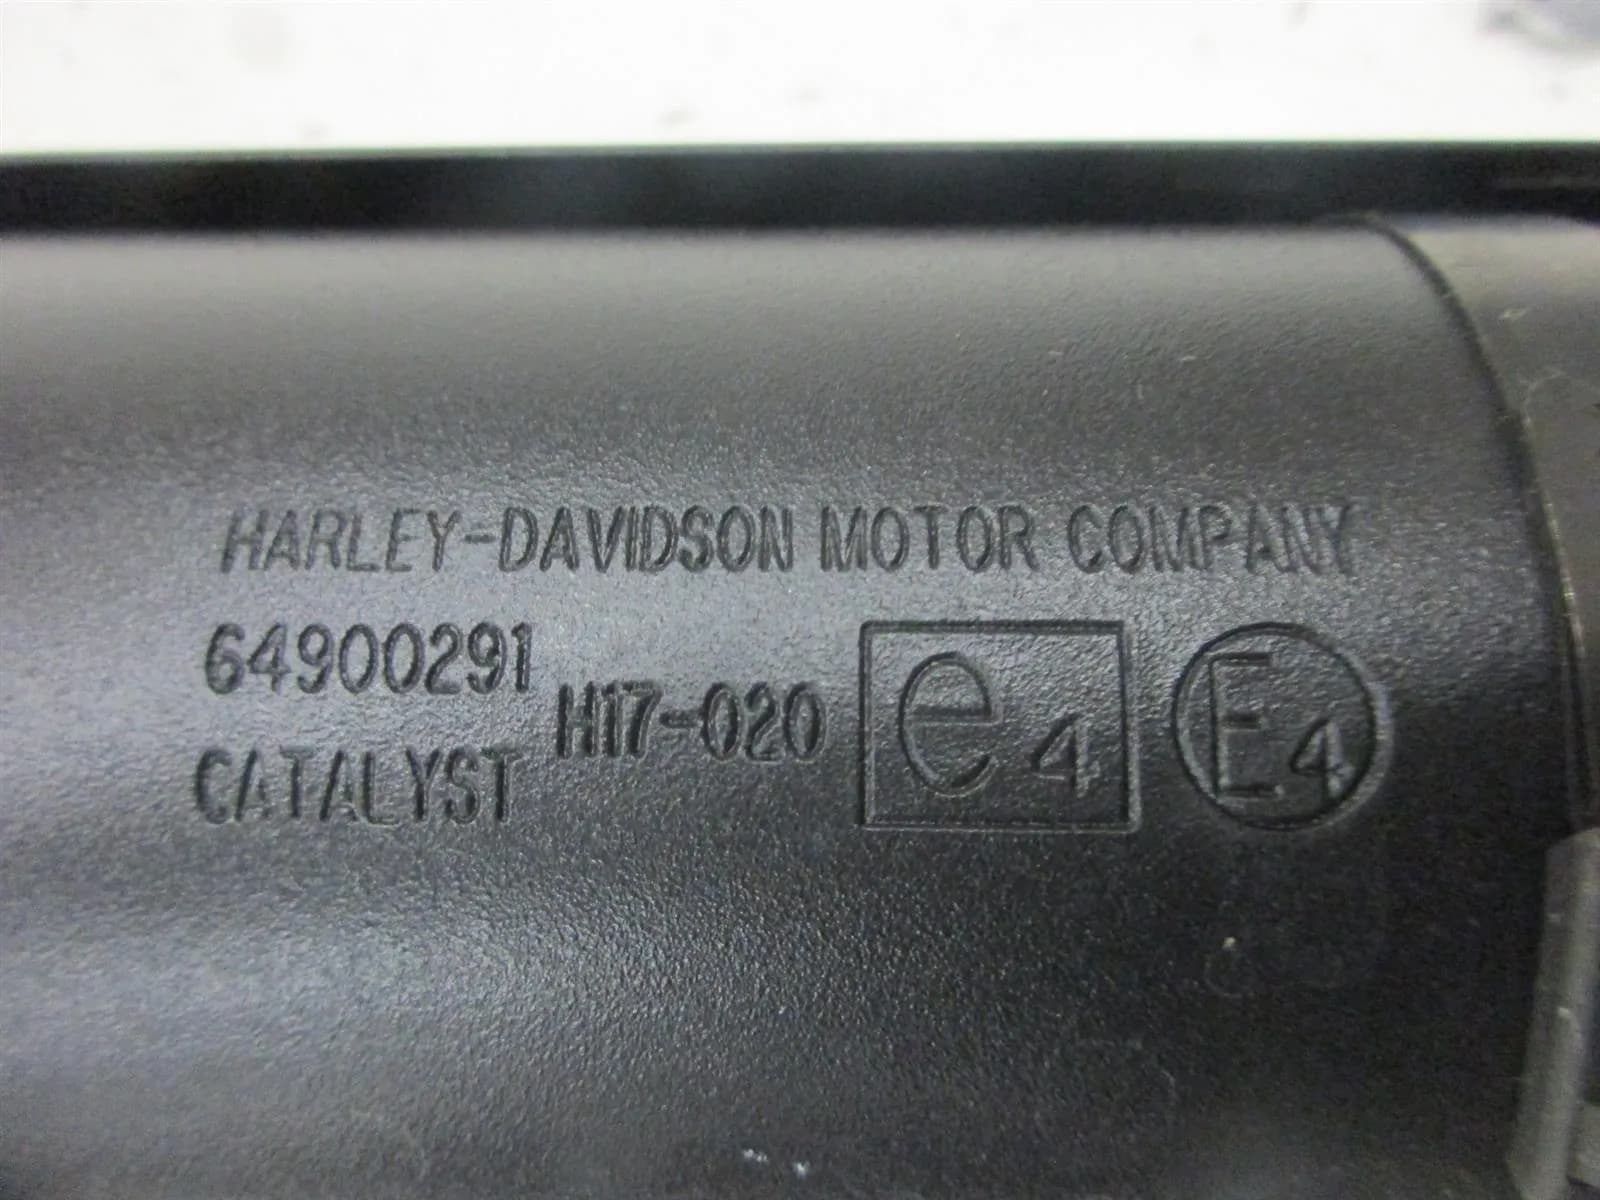 HARLEY-DAVIDSON MOTOR COMPANY
64900291
H17-020 e4 E4
CATALYST